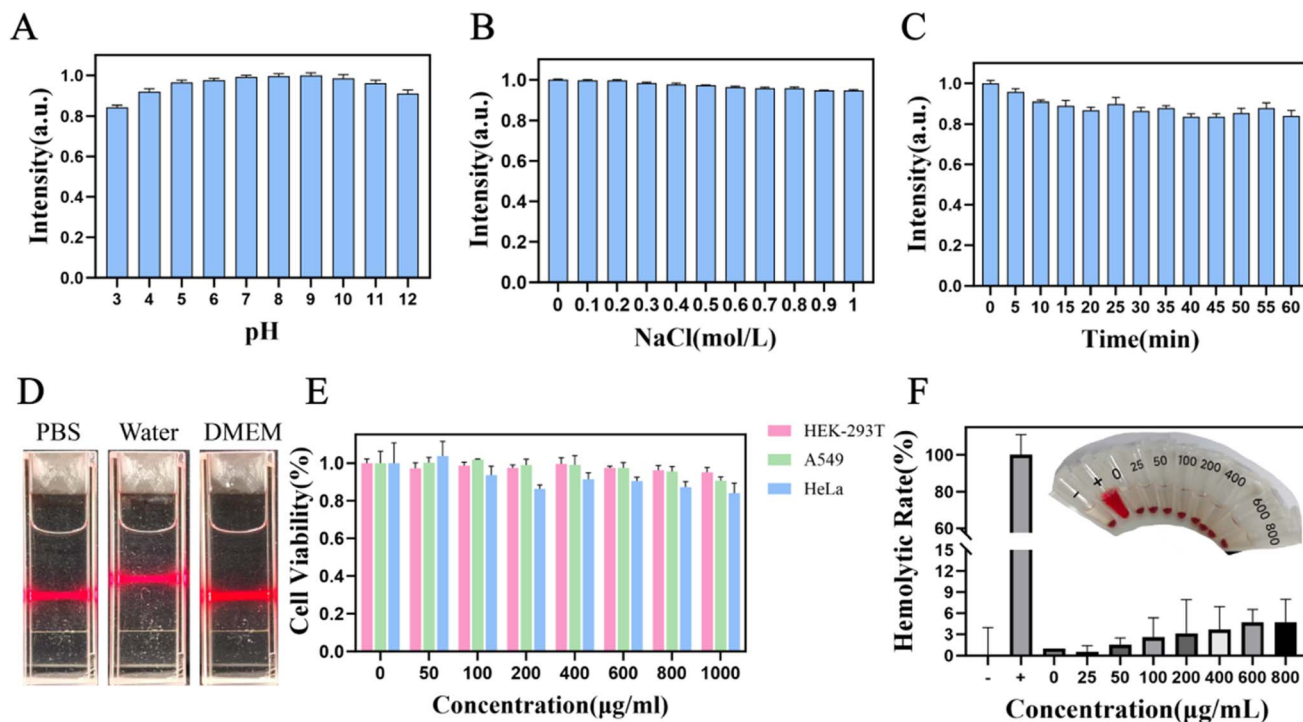 A
Intensity(a.u.)
1.0
0.8
0.6
0.4
0.2
0.0
3 4 5 6 7 8 9 10 11 12
pH
B
Intensity(a.u.)
1.0
0.8
0.6
0.4
0.2
0.0
0 0.1 0.2 0.3 0.4 0.5 0.6 0.7 0.8 0.9 1
NaCl(mol/L)
C
Intensity(a.u.)
1.0
0.8
0.6
0.4
0.2
0.0
0 5 10 15 20 25 30 35 40 45 50 55 60
Time(min)
D
PBS Water DMEM
E
Cell Viability(%)
1.0
0.8
0.6
0.4
0.2
0.0
0 50 100 200 400 600 800 1000
Concentration(μg/ml)
HEK-293T
A549
HeLa
F
Hemolytic Rate(%)
100
80
60
15
12
9
6
3
0
- + 0 25 50 100 200 400 600 800
Concentration(μg/mL)
- + 0 25 50 100 200 400 600 800